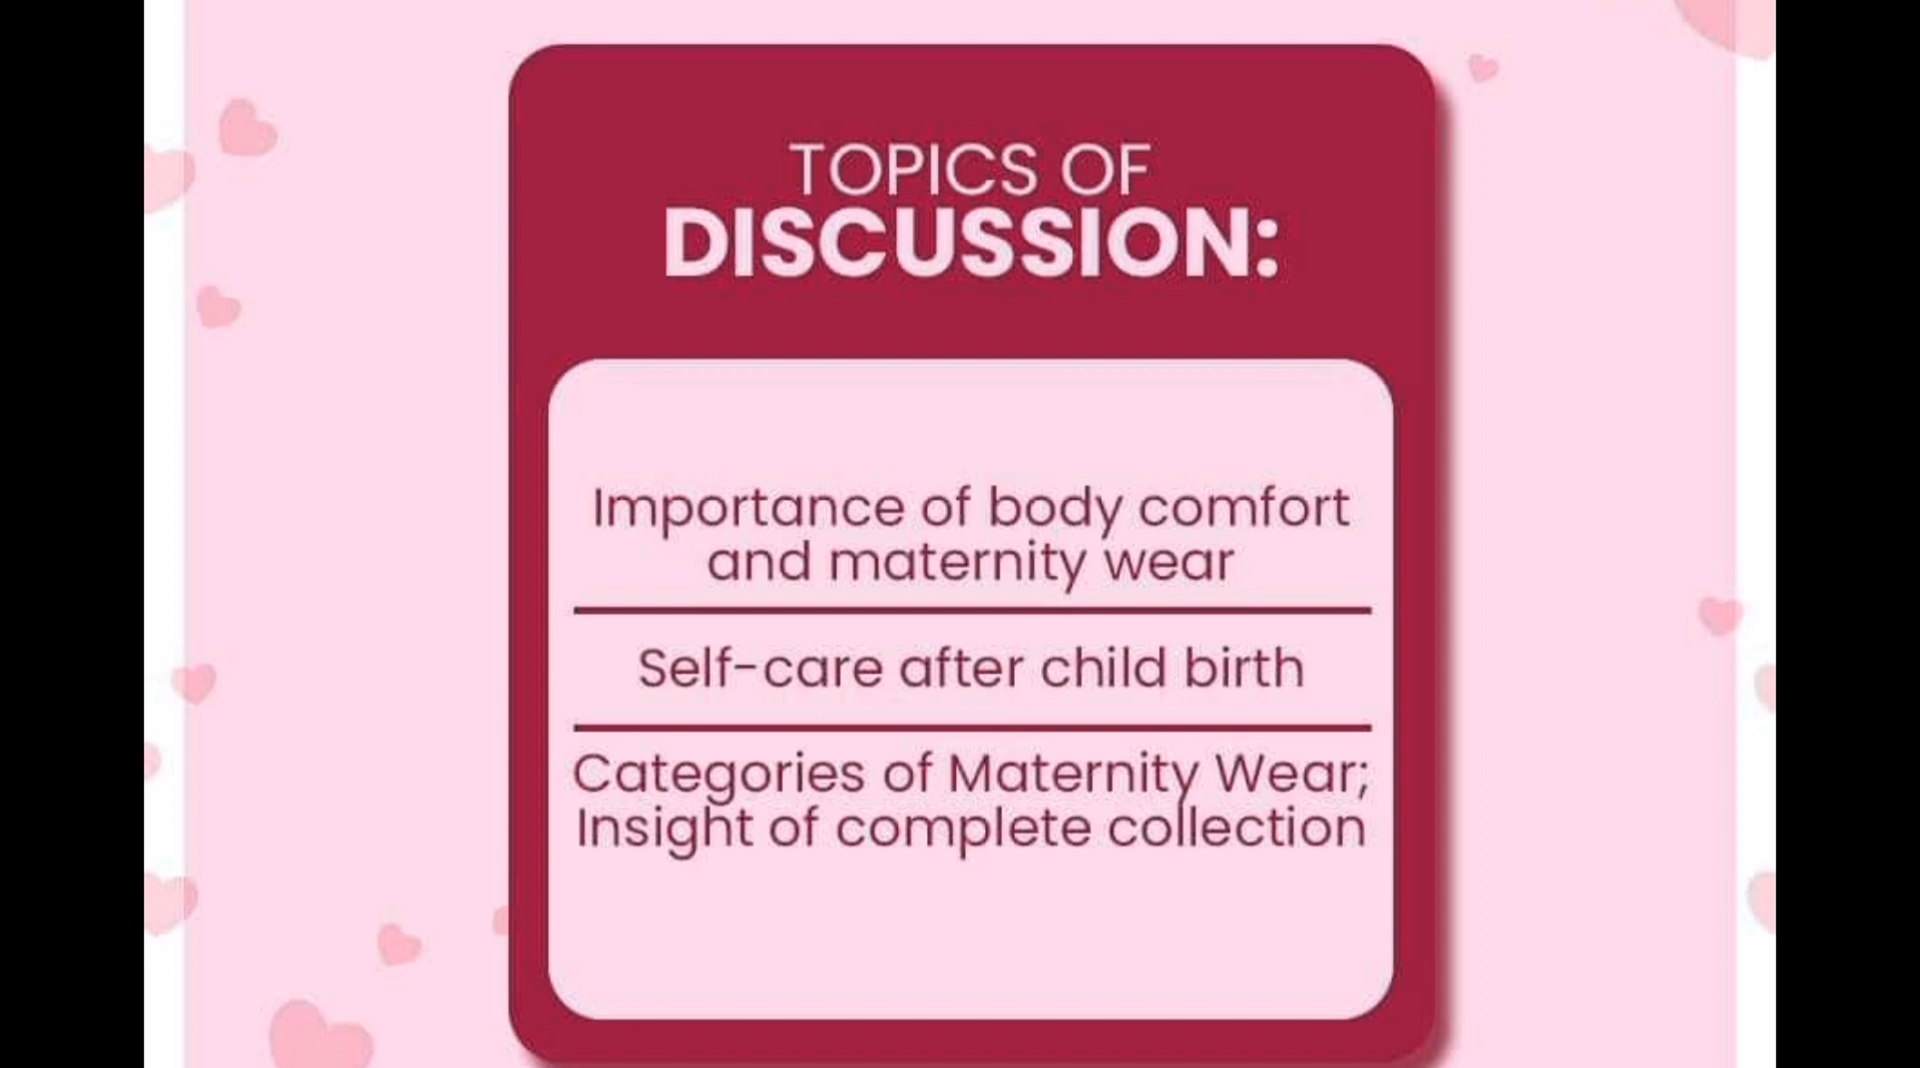 TOPICS OF
DISCUSSION:
Importance of body comfort
and maternity wear
Self-care after child birth
Categories of Maternity Wear;
Insight of complete collection